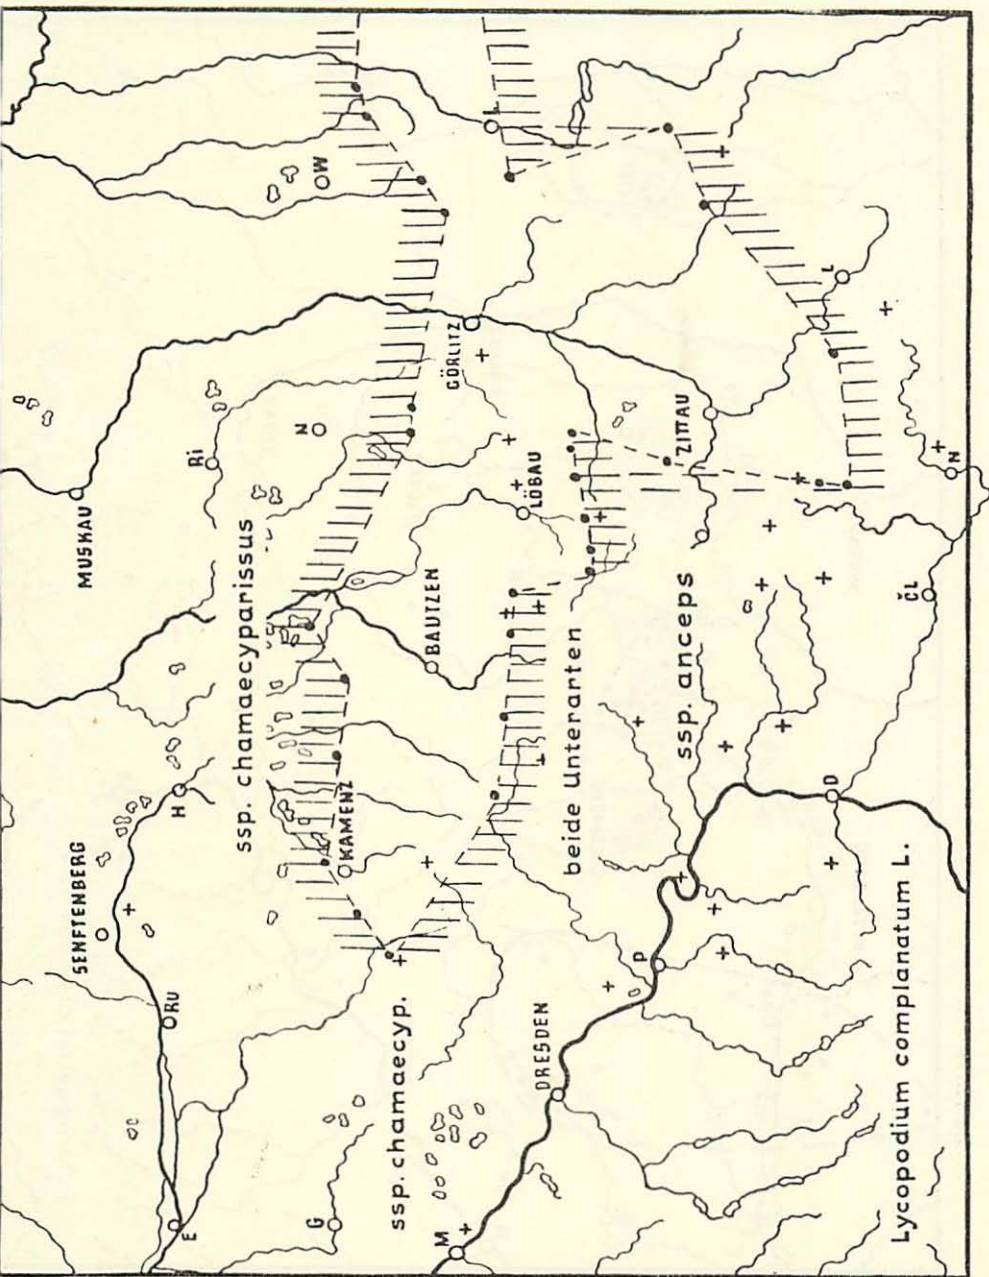 SENFTENBERG
MUSKAU
RU
H
Ri
N
W
E
ssp. chamaecyparissus
G
KAMENZ
GÖRLITZ
L
ssp. chamaecyp.
BAUTZEN
LÖBAU
M
DRESDEN
beide Unterarten
ZITTAU
P
ssp. anceps
D
ČL
L
N
Lycopodium complanatum L.